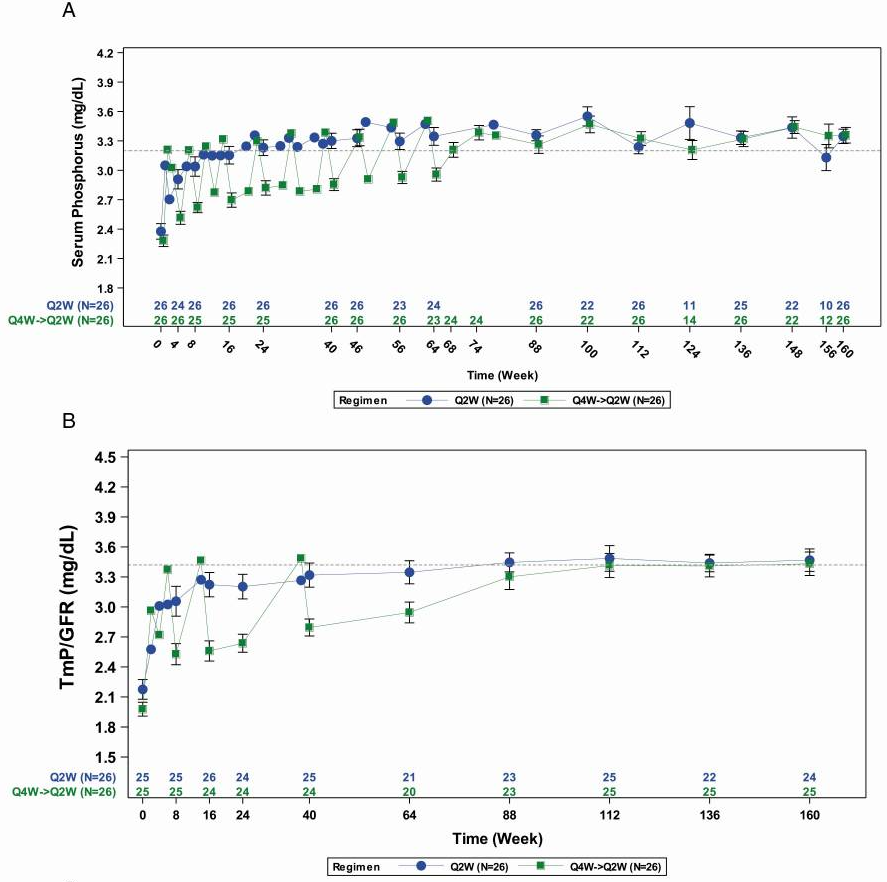 A
4.2
3.9
3.6
3.3
3.0
2.7
2.4
2.1
1.8
Serum Phosphorus (mg/dL)
Q2W (N=26) 26 24 26 26 26 26 26 23 24 26 22 26 11 25 22 10 26
Q4W->Q2W (N=26) 26 26 25 25 25 26 26 26 23 24 24 26 22 26 14 26 22 12 26
0 4 8 16 24 40 46 56 64 68 74 88 100 112 124 136 148 156 160
Time (Week)
Regimen Q2W (N=26) Q4W->Q2W (N=26)
B
4.5
4.2
3.9
3.6
3.3
3.0
2.7
2.4
2.1
1.8
1.5
TmP/GFR (mg/dL)
Q2W (N=26) 25 25 26 24 25 21 23 25 22 24
Q4W->Q2W (N=26) 25 25 24 24 24 20 23 25 25 25
0 8 16 24 40 64 88 112 136 160
Time (Week)
Regimen Q2W (N=26) Q4W->Q2W (N=26)